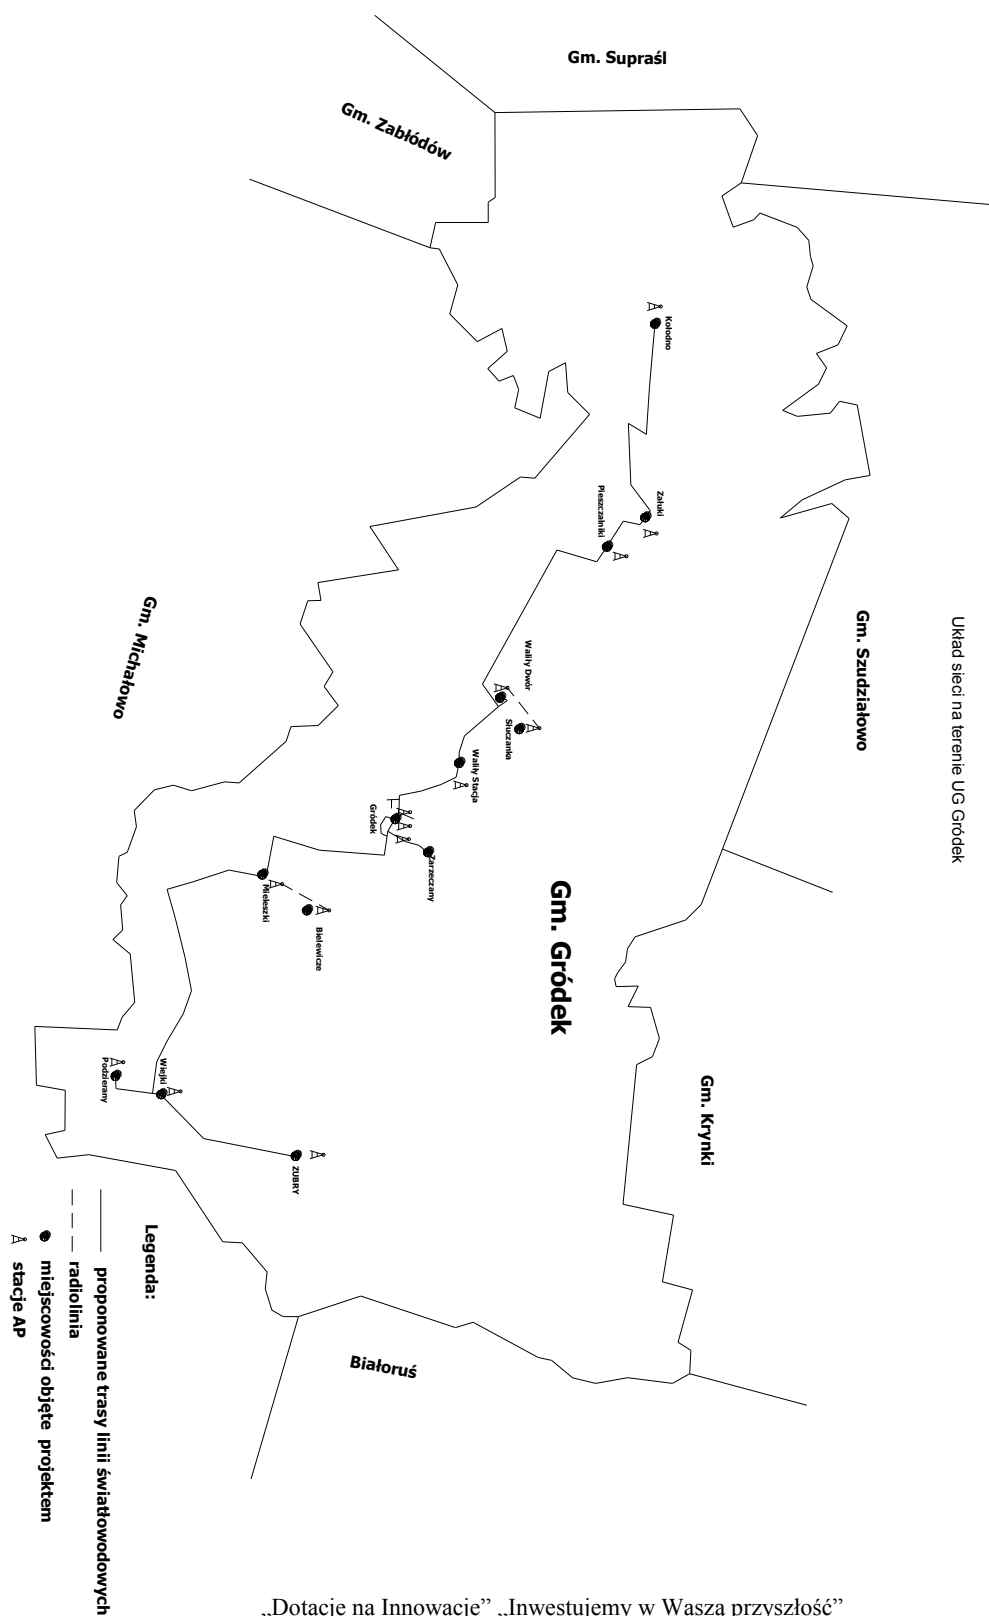 Układ sieci na terenie UG Gródek
Gm. Supraśl
Gm. Zabłódów
Gm. Szudziałowo
Gm. Michałowo
Gm. Gródek
Gm. Krynki
Białoruś
Kołodno
Załuki
Pieszczaniki
Waliły Dwór
Słuczanka
Waliły Stacja
Gródek
Zarzeczany
Mieleszki
Bielewicze
Wiejki
Podzierany
ZUBRY
Legenda:
proponowane trasy linii światłowodowych
radiolinia
miejscowości objęte projektem
stacje AP
„Dotacje na Innowacje” „Inwestujemy w Waszą przyszłość”